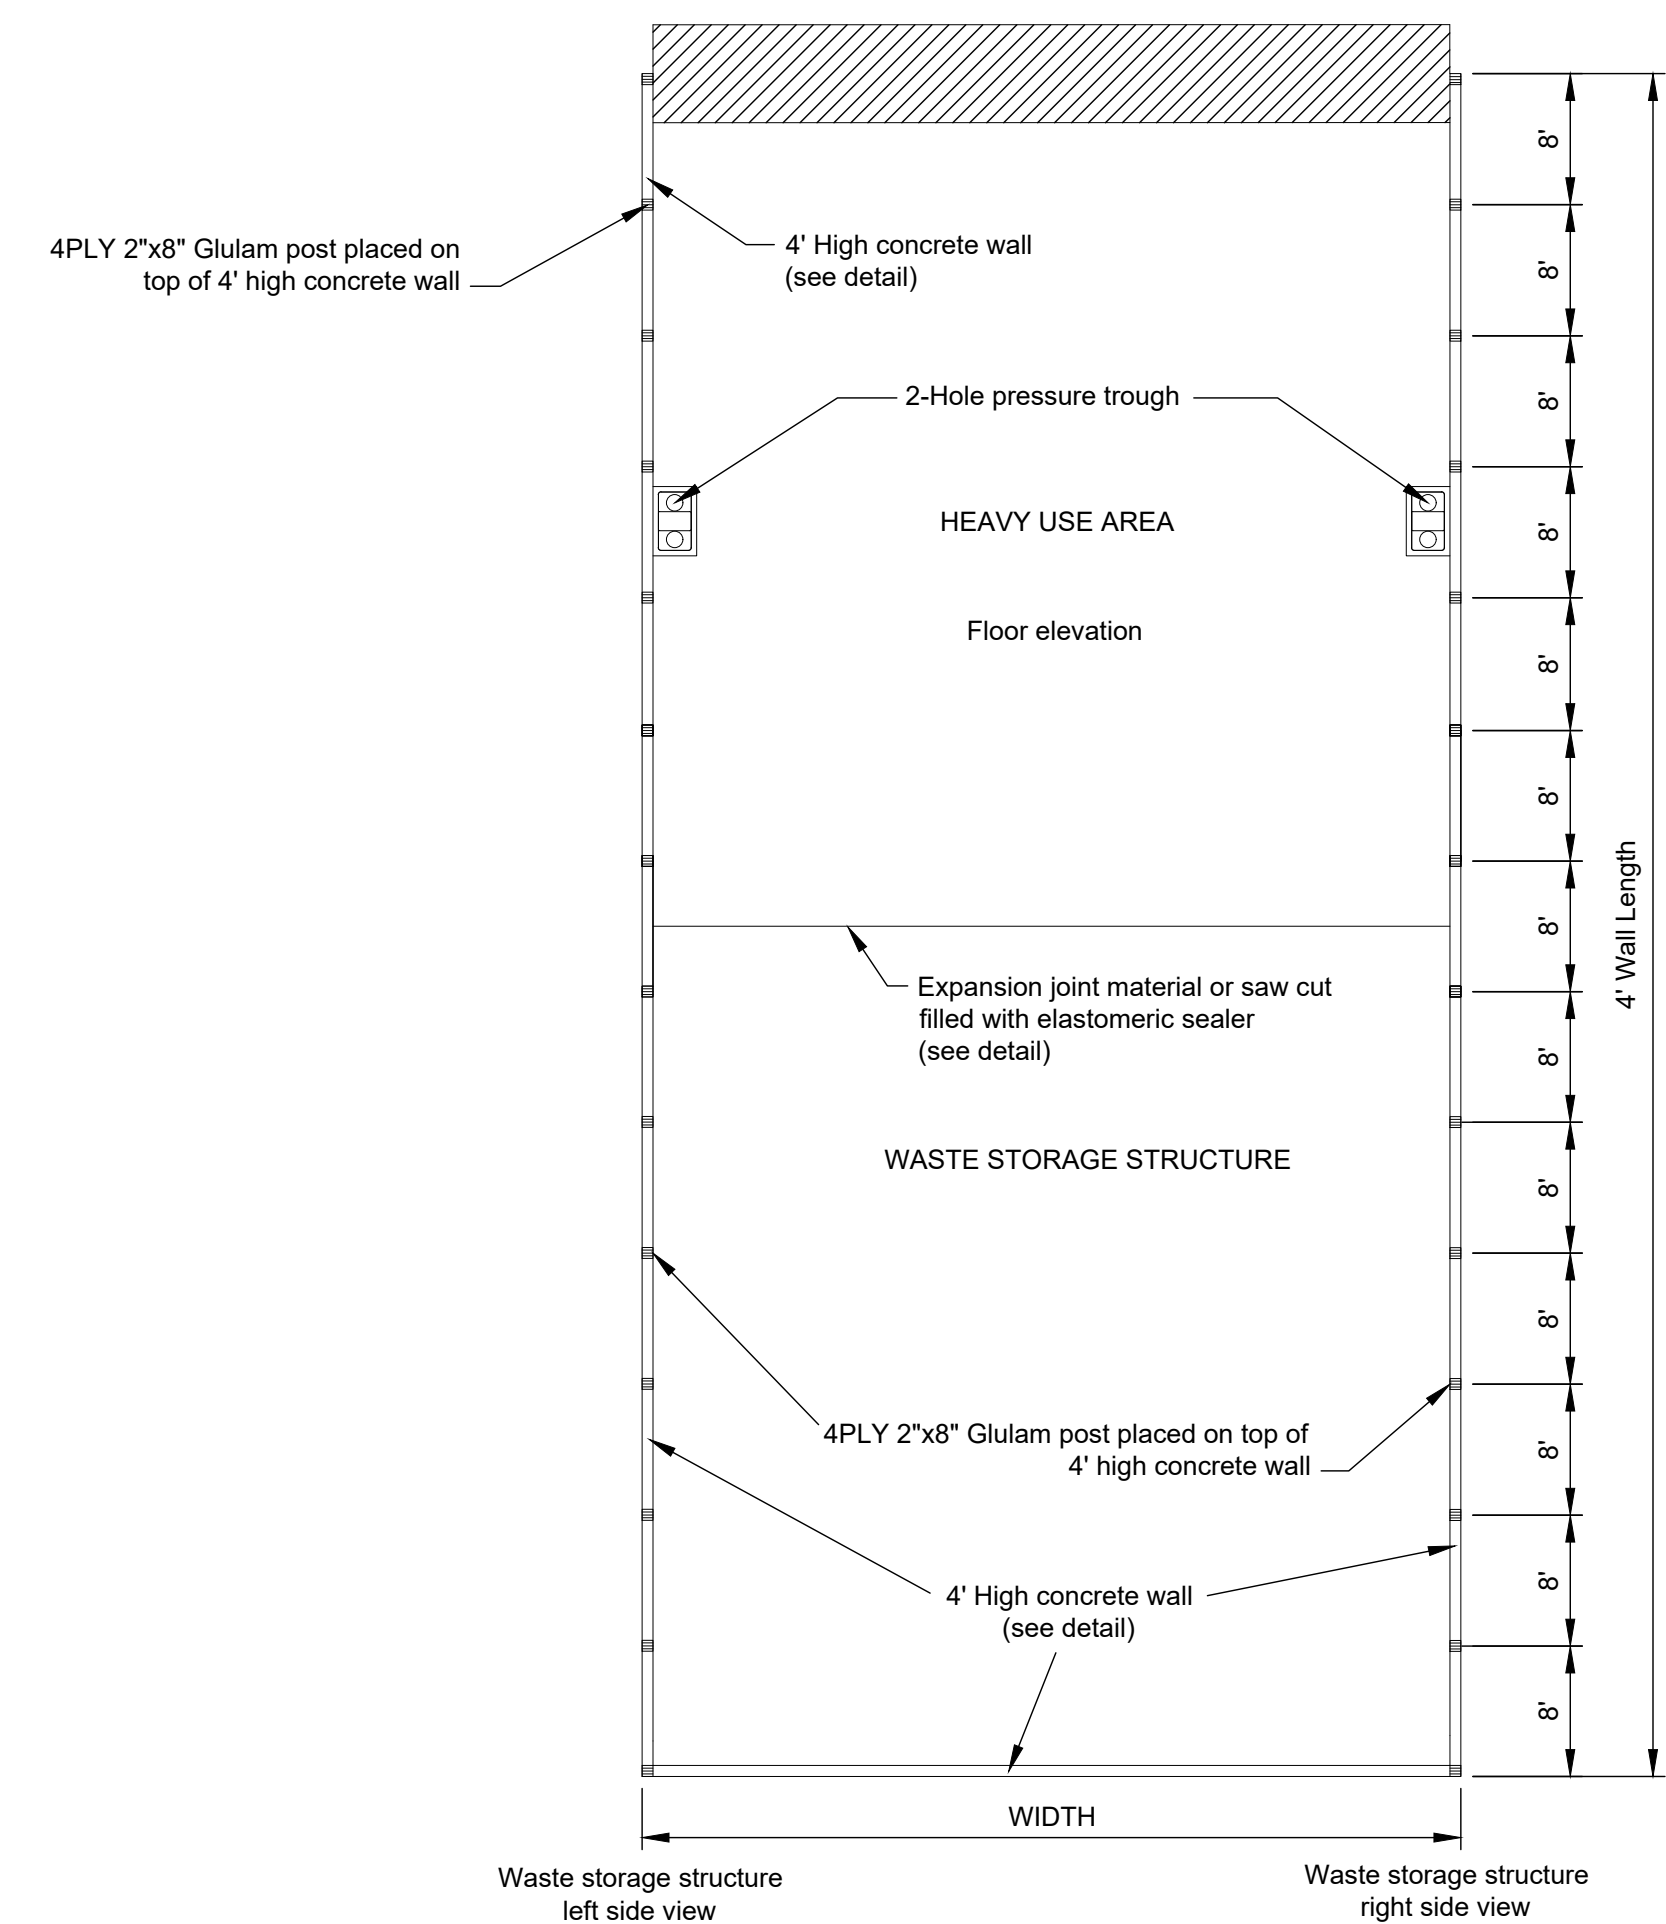 8'
4PLY 2"x8" Glulam post placed on
top of 4' high concrete wall
4' High concrete wall
(see detail)
8'
2-Hole pressure trough
8'
HEAVY USE AREA
8'
Floor elevation
8'
8'
4' Wall Length
8'
Expansion joint material or saw cut
filled with elastomeric sealer
(see detail)
8'
WASTE STORAGE STRUCTURE
8'
8'
4PLY 2"x8" Glulam post placed on top of
4' high concrete wall
8'
8'
4' High concrete wall
(see detail)
8'
WIDTH
Waste storage structure
left side view
Waste storage structure
right side view